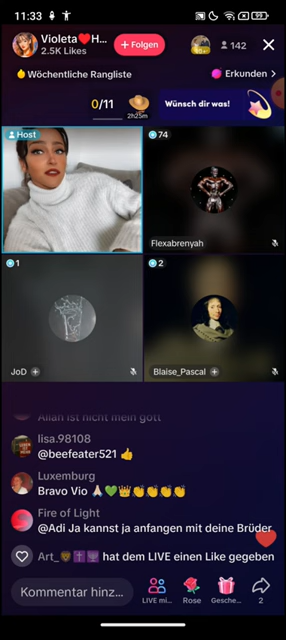 11:33
99
Violeta❤️H...
2.5K Likes
+ Folgen
142
Wöchentliche Rangliste
Erkunden >
0/11
2h25m
Wünsch dir was!
Host
74
Flexabrenyah
1
JoD
2
Blaise_Pascal
Allah ist nicht mein gott
lisa.98108
@beefeater521 👍
Luxemburg
Bravo Vio 🙏🏻💚👑👏👏👏👏
Fire of Light
@Adi Ja kannst ja anfangen mit deine Brüder
Art_🦁✝️🕎 hat dem LIVE einen Like gegeben
Kommentar hinz...
LIVE mi...
Rose
Gesche...
2